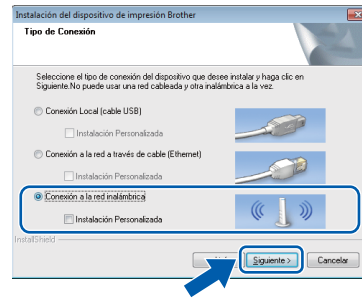 Instalación del dispositivo de impresión Brother
Tipo de Conexión
Seleccione el tipo de conexión del dispositivo que desee instalar y haga clic en
Siguiente.No puede usar una red cableada y otra inalámbrica a la vez.
Conexión Local (cable USB)
Instalación Personalizada
Conexión a la red a través de cable (Ethernet)
Instalación Personalizada
Conexión a la red inalámbrica
Instalación Personalizada
InstallShield
Siguiente > Cancelar